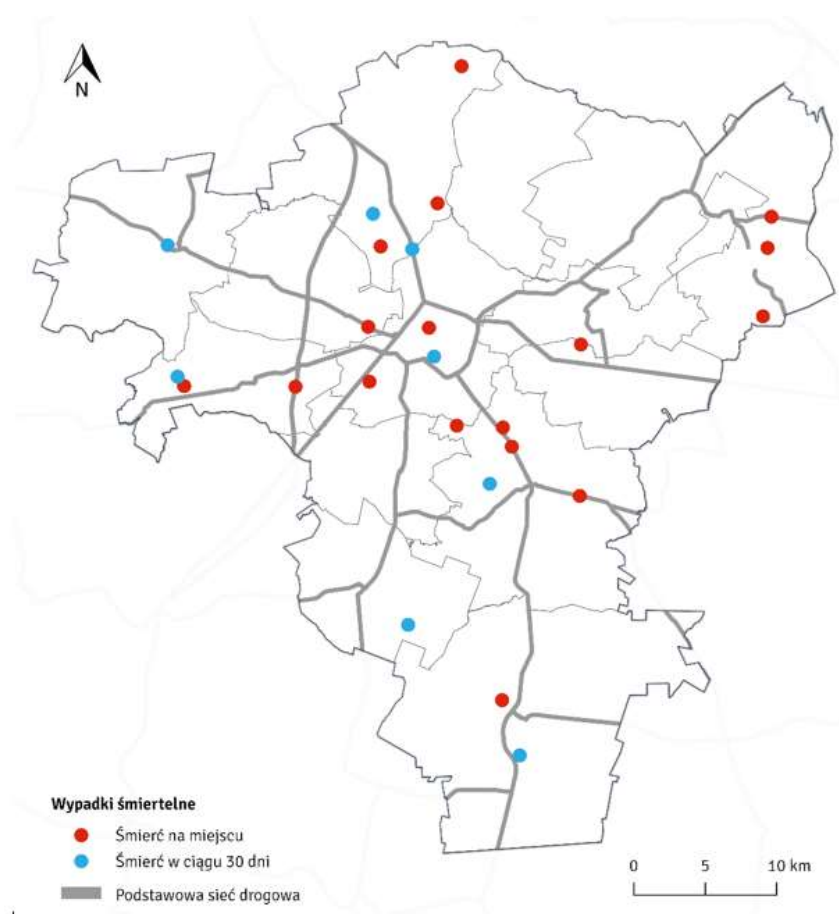 N
Wypadki śmiertelne
Śmierć na miejscu
Śmierć w ciągu 30 dni
Podstawowa sieć drogowa
0 5 10 km